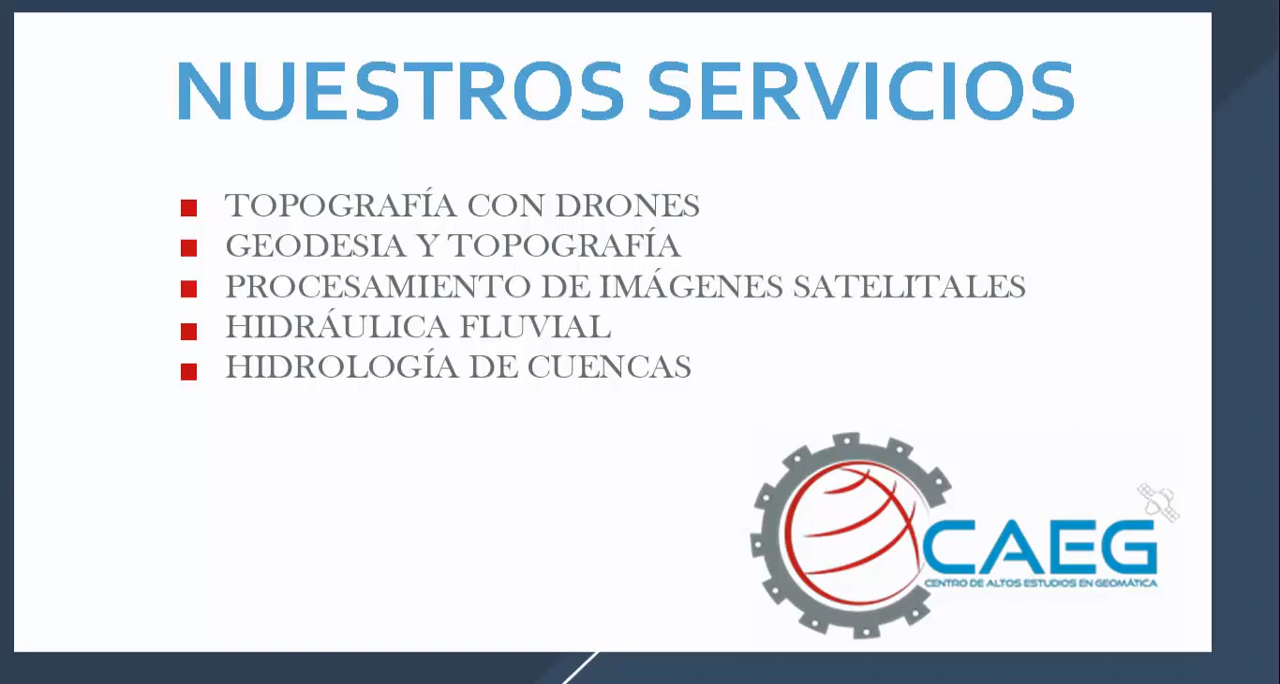 NUESTROS SERVICIOS
TOPOGRAFÍA CON DRONES
GEODESIA Y TOPOGRAFÍA
PROCESAMIENTO DE IMÁGENES SATELITALES
HIDRÁULICA FLUVIAL
HIDROLOGÍA DE CUENCAS
CAEG
CENTRO DE ALTOS ESTUDIOS EN GEOMÁTICA